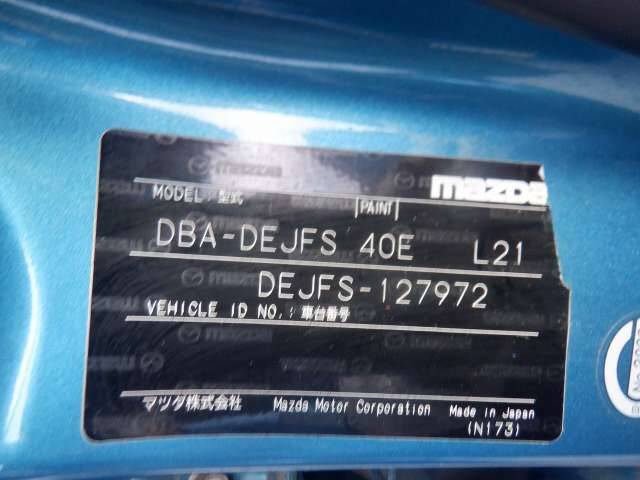 mazda
MODEL・型式 PAINT
DBA-DEJFS 40E L21
DEJFS-127972
VEHICLE ID NO.:車台番号
マツダ株式会社 Mazda Motor Corporation Made in Japan
(N173)